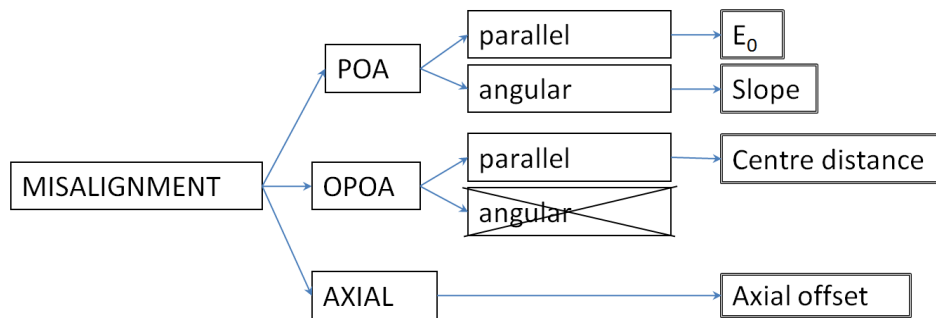 parallel
E₀
POA
angular
Slope
parallel
Centre distance
MISALIGNMENT
OPOA
angular
AXIAL
Axial offset